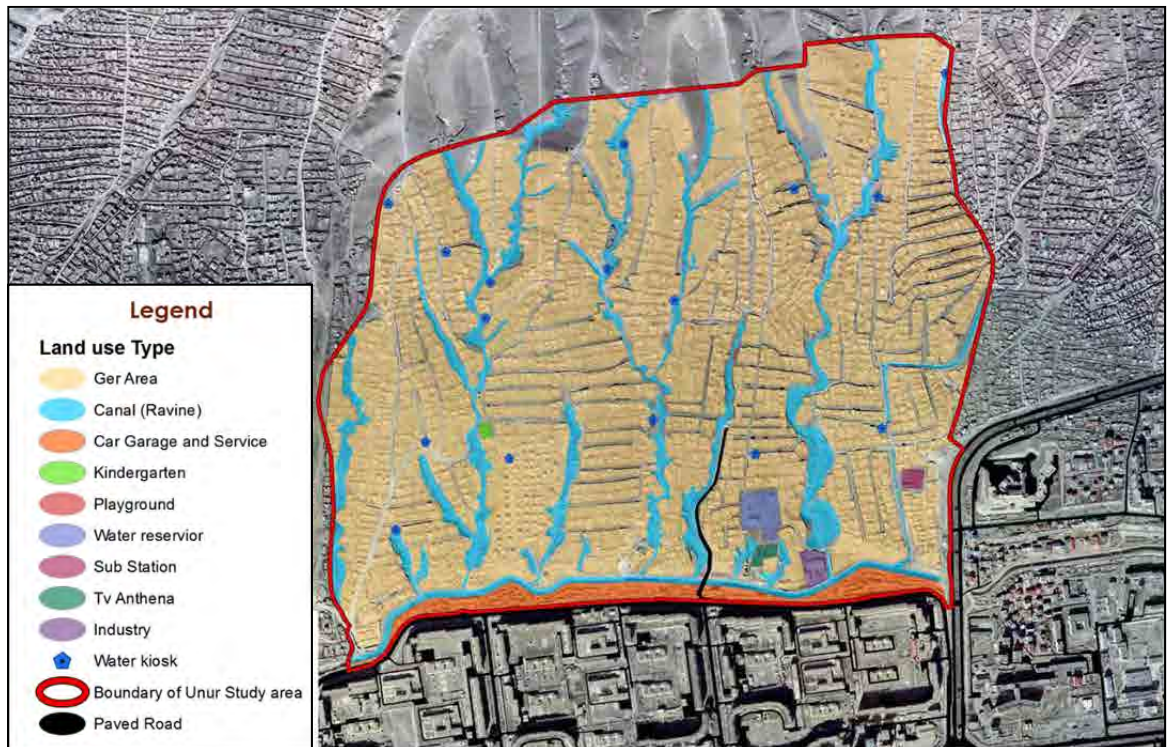 Legend
Land use Type
Ger Area
Canal (Ravine)
Car Garage and Service
Kindergarten
Playground
Water reservior
Sub Station
Tv Anthena
Industry
Water kiosk
Boundary of Unur Study area
Paved Road